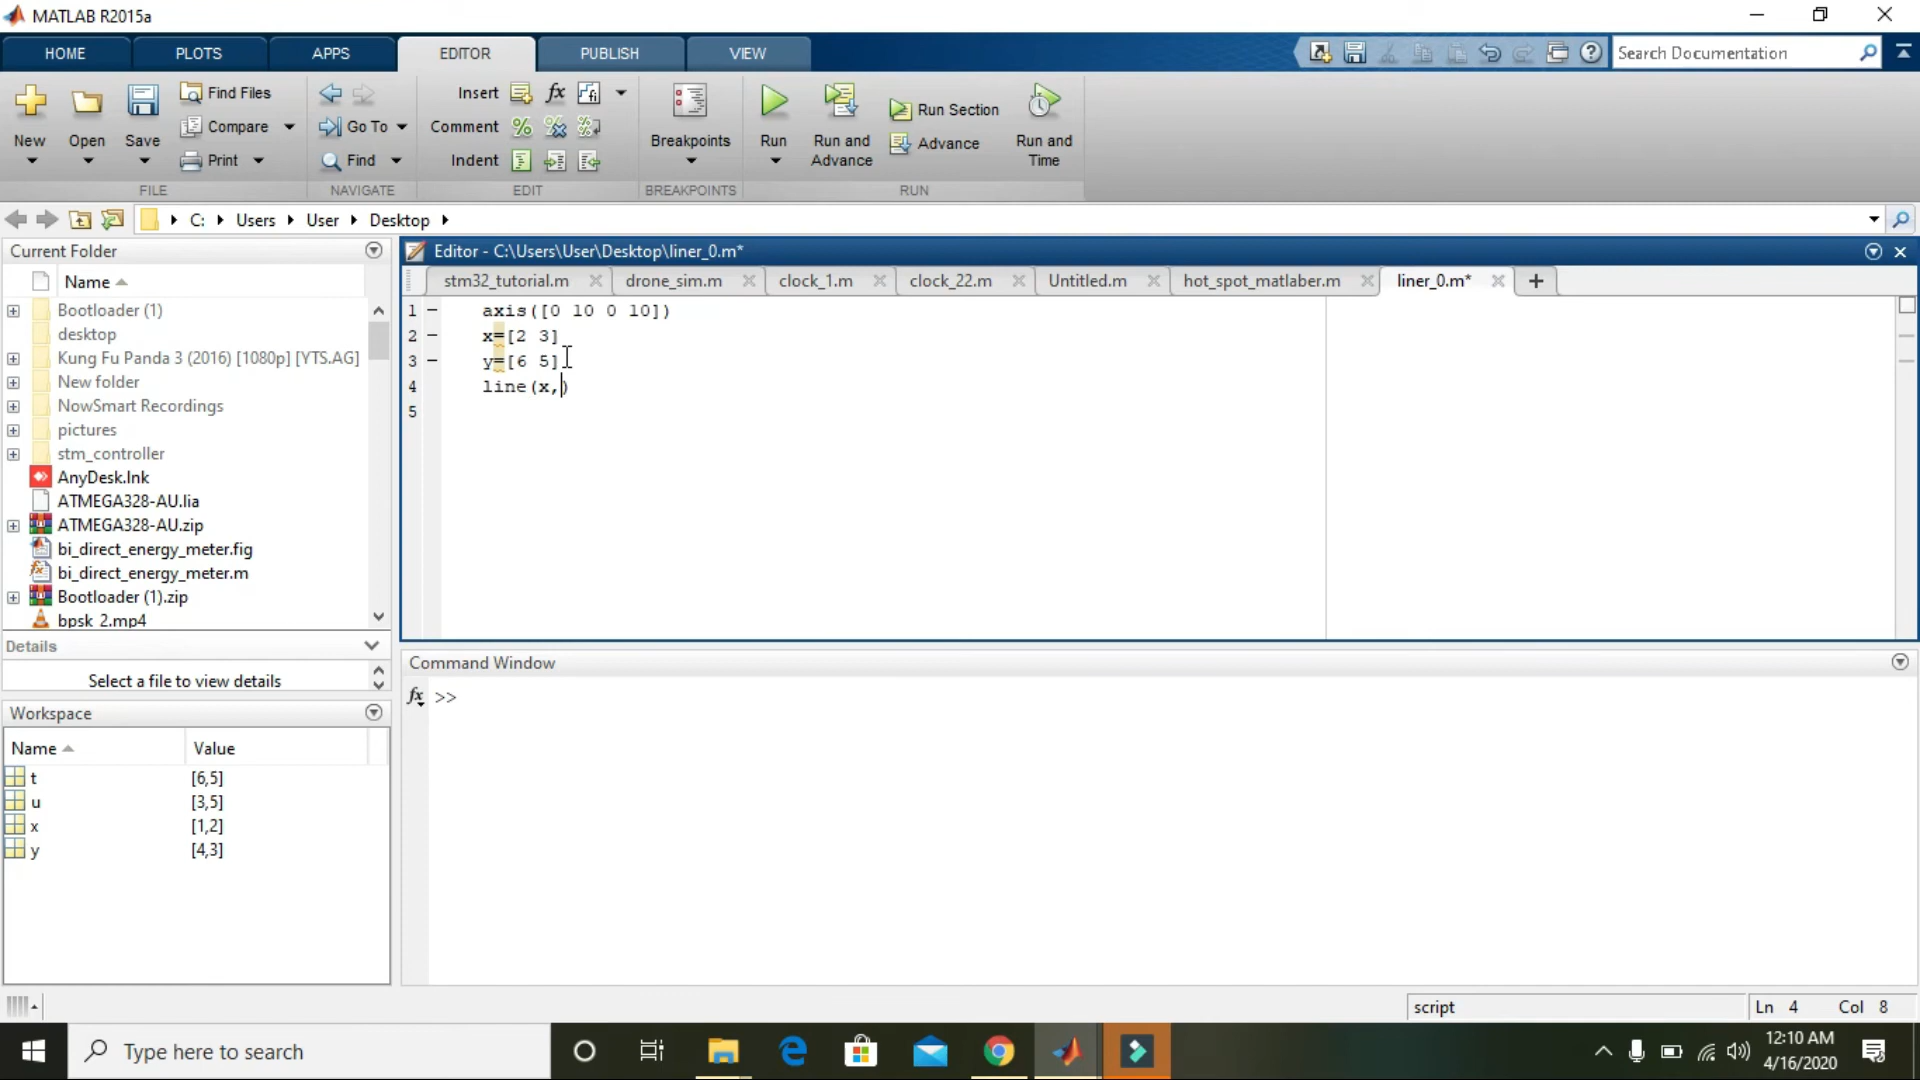 MATLAB R2015a
HOME PLOTS APPS EDITOR PUBLISH VIEW
Search Documentation
New
Open
Save
Find Files
Compare
Print
FILE
Go To
Find
NAVIGATE
Insert
Comment
Indent
EDIT
Breakpoints
BREAKPOINTS
Run
Run and Advance
Run Section
Advance
Run and Time
RUN
C: Users User Desktop
Current Folder
Name
Bootloader (1)
desktop
Kung Fu Panda 3 (2016) [1080p] [YTS.AG]
New folder
NowSmart Recordings
pictures
stm_controller
AnyDesk.lnk
ATMEGA328-AU.lia
ATMEGA328-AU.zip
bi_direct_energy_meter.fig
bi_direct_energy_meter.m
Bootloader (1).zip
bpsk_2.mp4
Details
Select a file to view details
Workspace
Name Value
t [6,5]
u [3,5]
x [1,2]
y [4,3]
Editor - C:\Users\User\Desktop\liner_0.m*
stm32_tutorial.m drone_sim.m clock_1.m clock_22.m Untitled.m hot_spot_matlaber.m liner_0.m*
1 – axis([0 10 0 10])
2 – x=[2 3]
3 – y=[6 5]
4 line(x,)
5
Command Window
fx >>
script Ln 4 Col 8
Type here to search
12:10 AM
4/16/2020